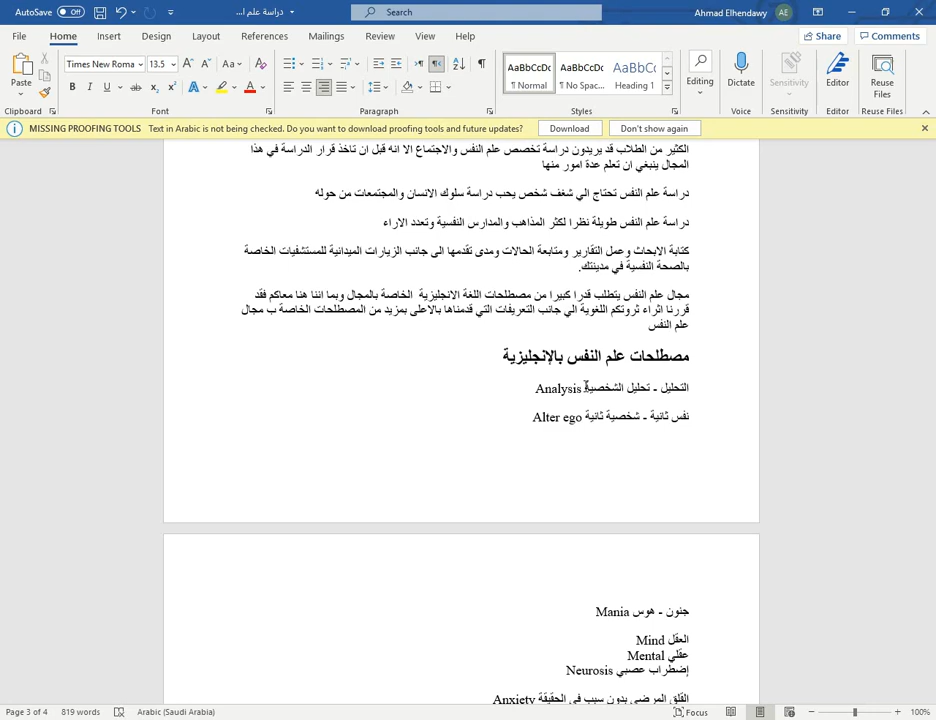 AutoSave Off دراسة علم ا... Search Ahmad Elhendawy AE
File Home Insert Design Layout References Mailings Review View Help Share Comments
Times New Roma 13.5 Aa AaBbCcDc AaBbCcDc AaBbCc
Paste B I U ab x₂ x² A A ¶ Normal ¶ No Spac... Heading 1 Editing Dictate Sensitivity Editor Reuse Files
Clipboard Font Paragraph Styles Voice Sensitivity Editor Reuse Files
MISSING PROOFING TOOLS Text in Arabic is not being checked. Do you want to download proofing tools and future updates? Download Don't show again
الكثير من الطلاب قد يريدون دراسة تخصص علم النفس والاجتماع الا انه قبل ان تاخذ قرار الدراسة في هذا
المجال ينبغي ان تعلم عدة امور منها
دراسة علم النفس تحتاج الي شغف شخص يحب دراسة سلوك الانسان والمجتمعات من حوله
دراسة علم النفس طويلة نظرا لكثر المذاهب والمدارس النفسية وتعدد الاراء
كتابة الابحاث وعمل التقارير ومتابعة الحالات ومدى تقدمها الى جانب الزيارات الميدانية للمستشفيات الخاصة
بالصحة النفسية في مدينتك.
مجال علم النفس يتطلب قدرا كبيرا من مصطلحات اللغة الانجليزية الخاصة بالمجال وبما اننا هنا معاكم فقد
قررنا اثراء ثروتكم اللغوية الي جانب التعريفات التي قدمناها بالاعلى بمزيد من المصطلحات الخاصة ب مجال
علم النفس
مصطلحات علم النفس بالإنجليزية
التحليل - تحليل الشخصية Analysis
نفس ثانية - شخصية ثانية Alter ego
جنون - هوس Mania
العقل Mind
عقلي Mental
إضطراب عصبي Neurosis
القلق المرضي بدون سبب في الحقيقة Anxiety
Page 3 of 4 819 words Arabic (Saudi Arabia) Focus 100%